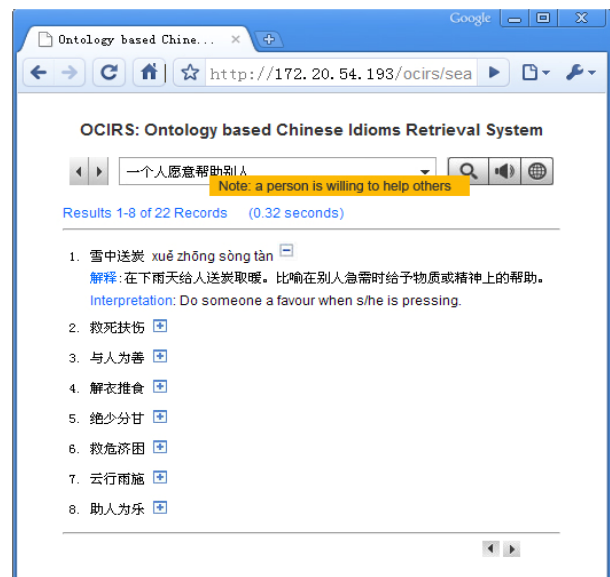 Google
Ontology based Chine...
http://172.20.54.193/ocirs/sea
OCIRS: Ontology based Chinese Idioms Retrieval System
一个人愿意帮助别人
Note: a person is willing to help others
Results 1-8 of 22 Records (0.32 seconds)
1. 雪中送炭 xuě zhōng sòng tàn
解释:在下雨天给人送炭取暖。比喻在别人急需时给予物质或精神上的帮助。
Interpretation: Do someone a favour when s/he is pressing.
2. 救死扶伤
3. 与人为善
4. 解衣推食
5. 绝少分甘
6. 救危济困
7. 云行雨施
8. 助人为乐